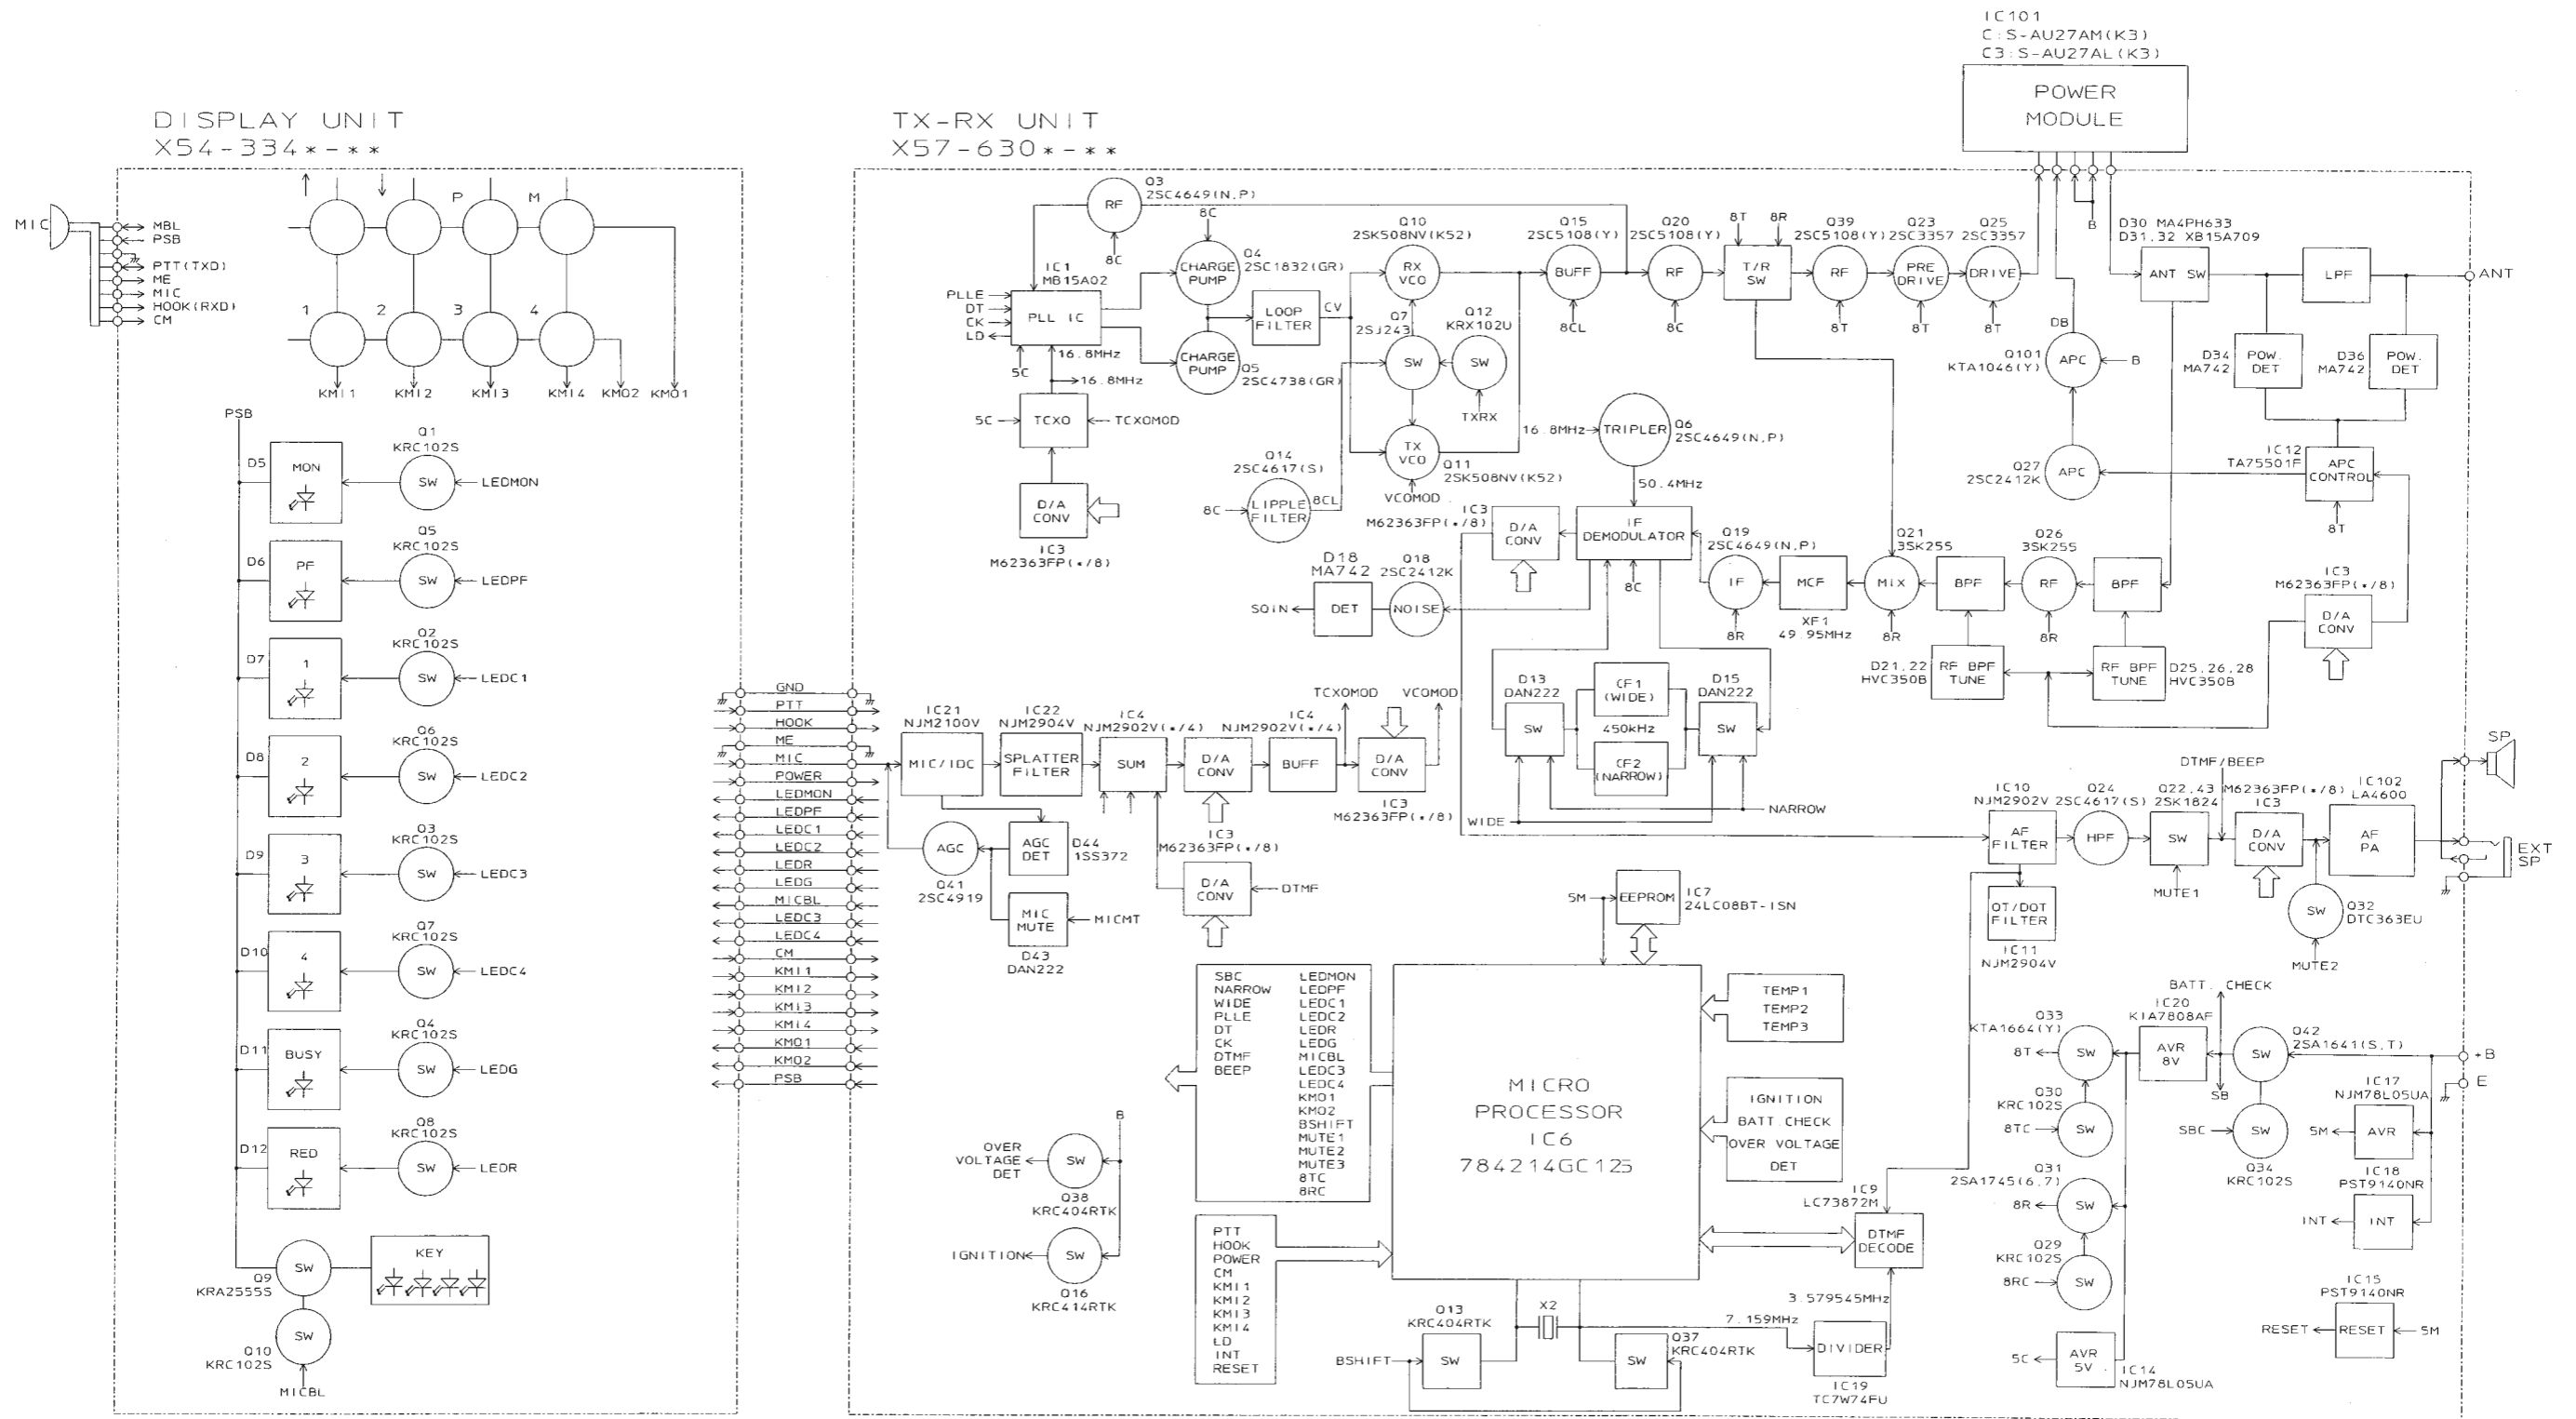 IC101
C:S-AU27AM(K3)
C3:S-AU27AL(K3)
POWER
MODULE
DISPLAY UNIT
X54-334*-**
TX-RX UNIT
X57-630*-**
MIC
MBL
PSB
PTT(TXD)
ME
MIC
HOOK(RXD)
CM
P
M
1
2
3
4
KMI1
KMI2
KMI3
KMI4
KMO2
KMO1
PSB
D5
MON
Q1
KRC102S
SW
LEDMON
D6
PF
Q5
KRC102S
SW
LEDPF
D7
1
Q2
KRC102S
SW
LEDC1
D8
2
Q6
KRC102S
SW
LEDC2
D9
3
Q3
KRC102S
SW
LEDC3
D10
4
Q7
KRC102S
SW
LEDC4
D11
BUSY
Q4
KRC102S
SW
LEDG
D12
RED
Q8
KRC102S
SW
LEDR
SW
Q9
KRA2555S
KEY
SW
Q10
KRC102S
MICBL
GND
PTT
HOOK
ME
MIC
POWER
LEDMON
LEDPF
LEDC1
LEDC2
LEDR
LEDG
MICBL
LEDC3
LEDC4
CM
KMI1
KMI2
KMI3
KMI4
KMO1
KMO2
PSB
Q3
2SC4649(N,P)
RF
8C
IC1
MB15A02
PLL IC
PLLE
DT
CK
LD
5C
16.8MHz
16.8MHz
5C
TCXO
TCXOMOD
D/A
CONV
IC3
M62363FP(*/8)
8C
Q4
2SC1832(GR)
CHARGE
PUMP
CHARGE
PUMP
Q5
2SC4738(GR)
LOOP
FILTER
CV
Q10
2SK508NV(K52)
RX
VCO
Q7
2SJ243
SW
Q12
KRX102U
SW
TXRX
TX
VCO
Q11
2SK508NV(K52)
VCOMOD
Q14
2SC4617(S)
8C
LIPPLE
FILTER
8CL
Q15
2SC5108(Y)
BUFF
8CL
Q20
2SC5108(Y)
RF
8C
8T
8R
T/R
SW
Q39
2SC5108(Y)
RF
8T
Q23
2SC3357
PRE
DRIVE
8T
Q25
2SC3357
DRIVE
8T
B
D30 MA4PH633
D31,32 XB15A709
ANT SW
LPF
ANT
DB
Q101
KTA1046(Y)
APC
B
D34
MA742
POW.
DET
D36
MA742
POW.
DET
Q27
2SC2412K
APC
IC12
TA75501F
APC
CONTROL
8T
16.8MHz
TRIPLER
Q6
2SC4649(N,P)
50.4MHz
IC3
M62363FP(*/8)
D/A
CONV
IF
DEMODULATOR
8C
Q19
2SC4649(N,P)
IF
8R
MCF
XF1
49.95MHz
Q21
3SK255
MIX
8R
BPF
Q26
3SK255
RF
8R
BPF
IC3
M62363FP(*/8)
D/A
CONV
D21,22
HVC350B
RF BPF
TUNE
RF BPF
TUNE
D25,26,28
HVC350B
D18
MA742
Q18
2SC2412K
SQIN
DET
NOISE
D13
DAN222
SW
CF1
(WIDE)
450kHz
CF2
(NARROW)
D15
DAN222
SW
WIDE
NARROW
IC21
NJM2100V
MIC/IDC
IC22
NJM2904V
SPLATTER
FILTER
IC4
NJM2902V(*/4)
SUM
D/A
CONV
IC3
M62363FP(*/8)
IC4
NJM2902V(*/4)
BUFF
TCXOMOD
VCOMOD
D/A
CONV
IC3
M62363FP(*/8)
AGC
Q41
2SC4919
AGC
DET
D44
1SS372
MIC
MUTE
MICMT
D43
DAN222
D/A
CONV
DTMF
IC10
NJM2902V
AF
FILTER
Q24
2SC4617(S)
HPF
Q22,43
2SK1824
SW
MUTE1
DTMF/BEEP
M62363FP(*/8)
IC3
D/A
CONV
IC102
LA4600
AF
PA
SP
EXT
SP
SW
Q32
DTC363EU
MUTE2
QT/DQT
FILTER
IC11
NJM2904V
5M
EEPROM
IC7
24LC08BT-ISN
SBC
NARROW
WIDE
PLLE
DT
CK
DTMF
BEEP
LEDMON
LEDPF
LEDC1
LEDC2
LEDR
LEDG
MICBL
LEDC3
LEDC4
KMO1
KMO2
BSHIFT
MUTE1
MUTE2
MUTE3
8TC
8RC
MICRO
PROCESSOR
IC6
784214GC125
TEMP1
TEMP2
TEMP3
IGNITION
BATT.CHECK
OVER VOLTAGE
DET
PTT
HOOK
POWER
CM
KMI1
KMI2
KMI3
KMI4
LD
INT
RESET
B
OVER
VOLTAGE
DET
SW
Q38
KRC404RTK
IGNITION
SW
Q16
KRC414RTK
IC9
LC73872M
DTMF
DECODE
3.579545MHz
7.159MHz
DIVIDER
IC19
TC7W74FU
X2
Q13
KRC404RTK
BSHIFT
SW
SW
Q37
KRC404RTK
BATT. CHECK
IC20
KIA7808AF
AVR
8V
SB
Q33
KTA1664(Y)
8T
SW
Q30
KRC102S
8TC
SW
Q31
2SA1745(6,7)
8R
SW
Q29
KRC102S
8RC
SW
5C
AVR
5V
IC14
NJM78L05UA
Q42
2SA1641(S,T)
SW
SBC
SW
Q34
KRC102S
+B
E
IC17
NJM78L05UA
5M
AVR
IC18
PST9140NR
INT
INT
IC15
PST9140NR
RESET
RESET
5M